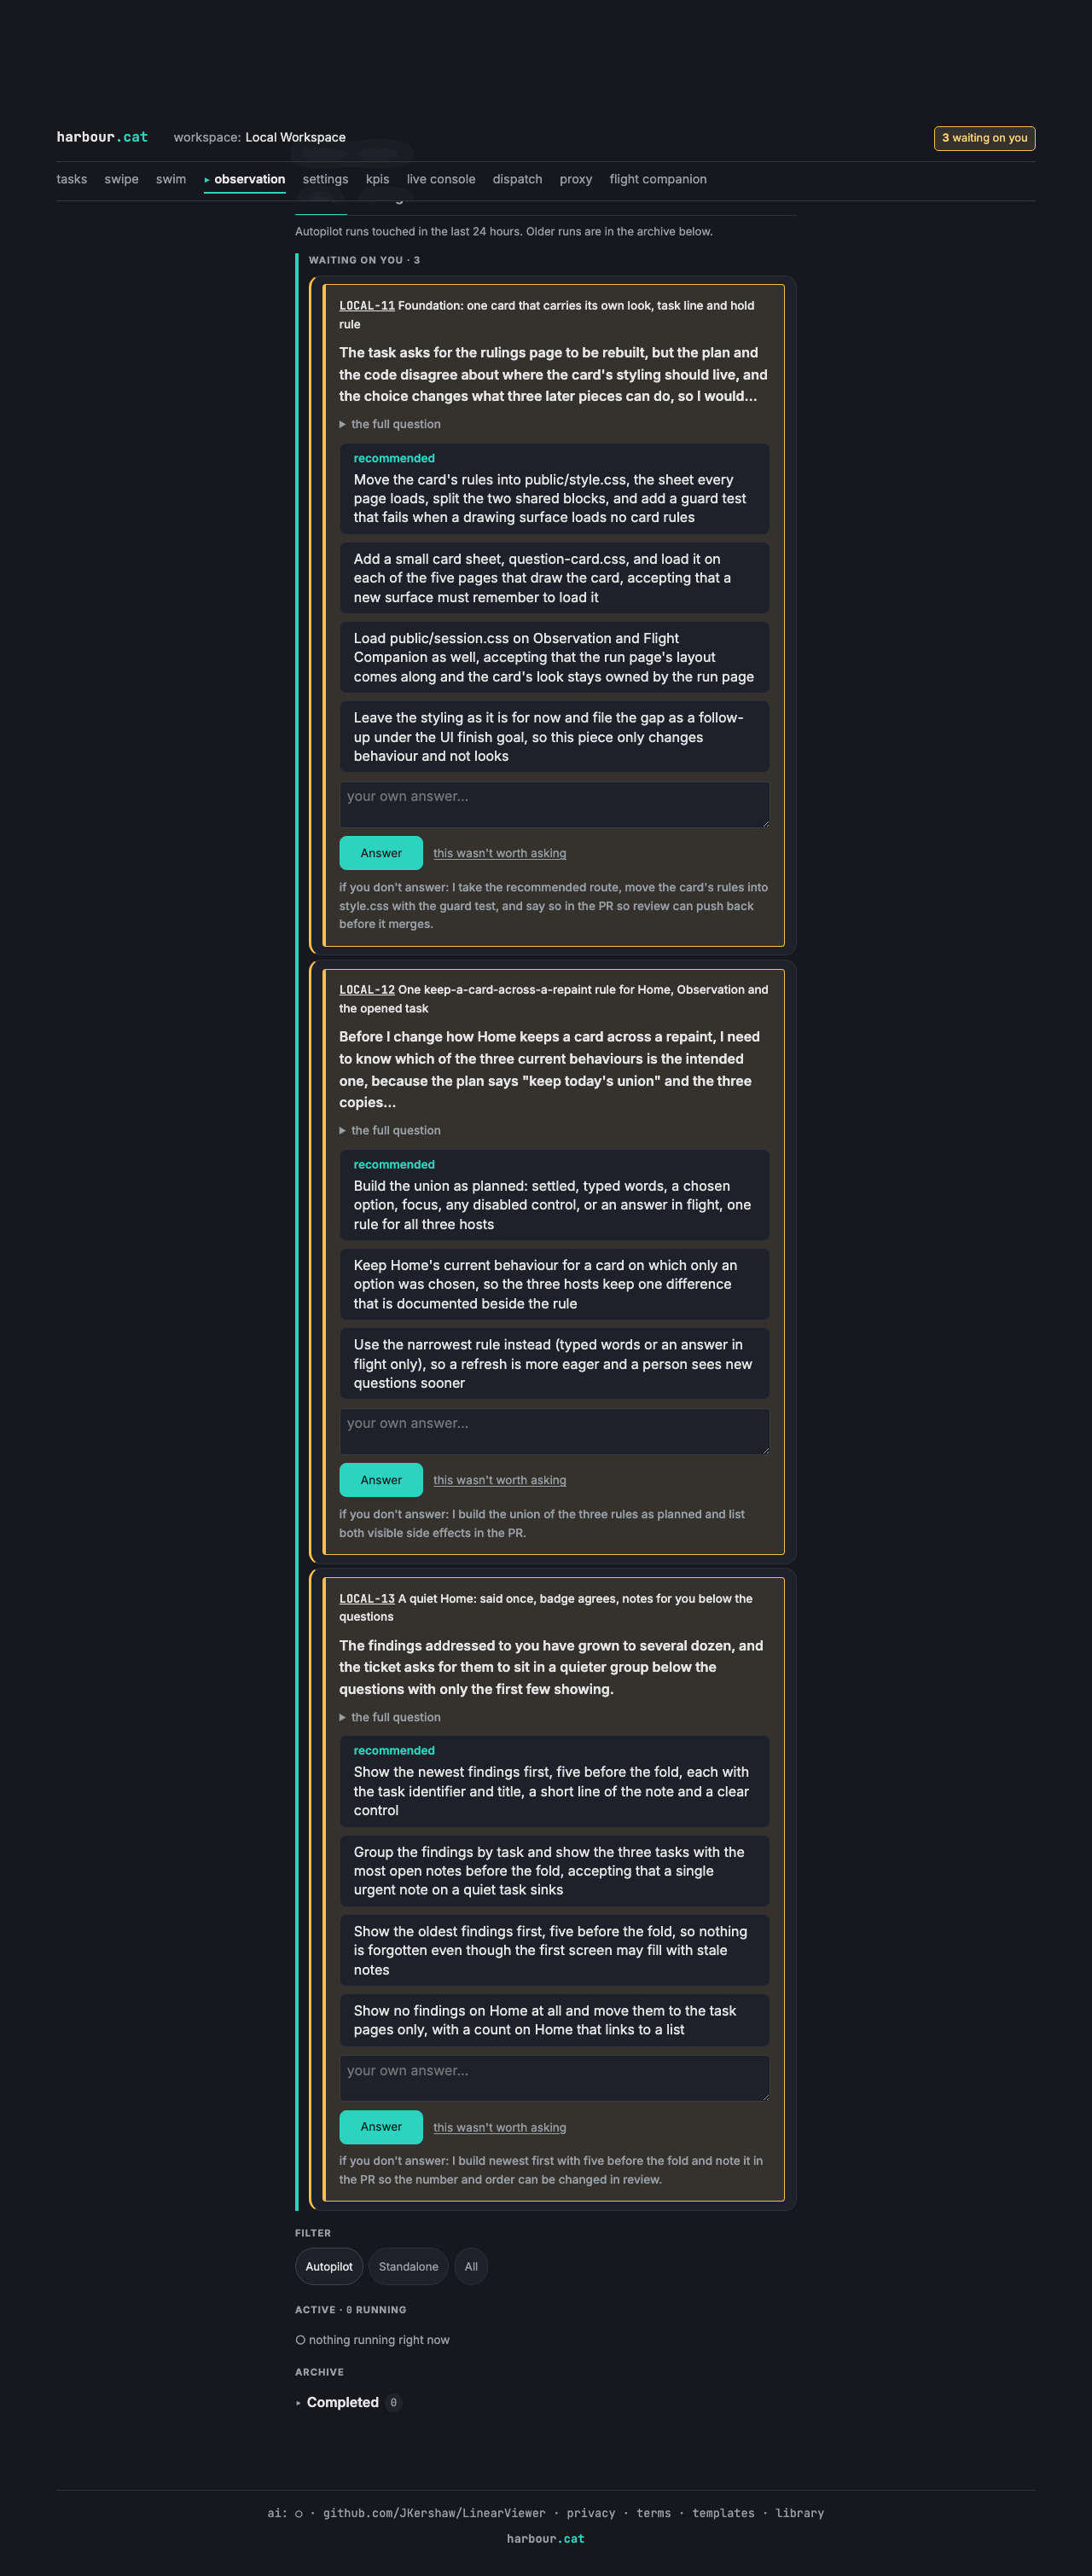 harbour.cat
workspace: Local Workspace
3 waiting on you
tasks swipe swim ▸ observation settings kpis live console dispatch proxy flight companion
Autopilot runs touched in the last 24 hours. Older runs are in the archive below.
WAITING ON YOU · 3
LOCAL-11 Foundation: one card that carries its own look, task line and hold
rule
The task asks for the rulings page to be rebuilt, but the plan and
the code disagree about where the card's styling should live, and
the choice changes what three later pieces can do, so I would...
▶ the full question
recommended
Move the card's rules into public/style.css, the sheet every
page loads, split the two shared blocks, and add a guard test
that fails when a drawing surface loads no card rules
Add a small card sheet, question-card.css, and load it on
each of the five pages that draw the card, accepting that a
new surface must remember to load it
Load public/session.css on Observation and Flight
Companion as well, accepting that the run page's layout
comes along and the card's look stays owned by the run page
Leave the styling as it is for now and file the gap as a follow-
up under the UI finish goal, so this piece only changes
behaviour and not looks
your own answer...
Answer
this wasn't worth asking
if you don't answer: I take the recommended route, move the card's rules into
style.css with the guard test, and say so in the PR so review can push back
before it merges.
LOCAL-12 One keep-a-card-across-a-repaint rule for Home, Observation and
the opened task
Before I change how Home keeps a card across a repaint, I need
to know which of the three current behaviours is the intended
one, because the plan says "keep today's union" and the three
copies...
▶ the full question
recommended
Build the union as planned: settled, typed words, a chosen
option, focus, any disabled control, or an answer in flight, one
rule for all three hosts
Keep Home's current behaviour for a card on which only an
option was chosen, so the three hosts keep one difference
that is documented beside the rule
Use the narrowest rule instead (typed words or an answer in
flight only), so a refresh is more eager and a person sees new
questions sooner
your own answer...
Answer
this wasn't worth asking
if you don't answer: I build the union of the three rules as planned and list
both visible side effects in the PR.
LOCAL-13 A quiet Home: said once, badge agrees, notes for you below the
questions
The findings addressed to you have grown to several dozen, and
the ticket asks for them to sit in a quieter group below the
questions with only the first few showing.
▶ the full question
recommended
Show the newest findings first, five before the fold, each with
the task identifier and title, a short line of the note and a clear
control
Group the findings by task and show the three tasks with the
most open notes before the fold, accepting that a single
urgent note on a quiet task sinks
Show the oldest findings first, five before the fold, so nothing
is forgotten even though the first screen may fill with stale
notes
Show no findings on Home at all and move them to the task
pages only, with a count on Home that links to a list
your own answer...
Answer
this wasn't worth asking
if you don't answer: I build newest first with five before the fold and note it in
the PR so the number and order can be changed in review.
FILTER
Autopilot Standalone All
ACTIVE · 0 RUNNING
○ nothing running right now
ARCHIVE
▸ Completed 0
ai: ○ · github.com/JKershaw/LinearViewer · privacy · terms · templates · library
harbour.cat